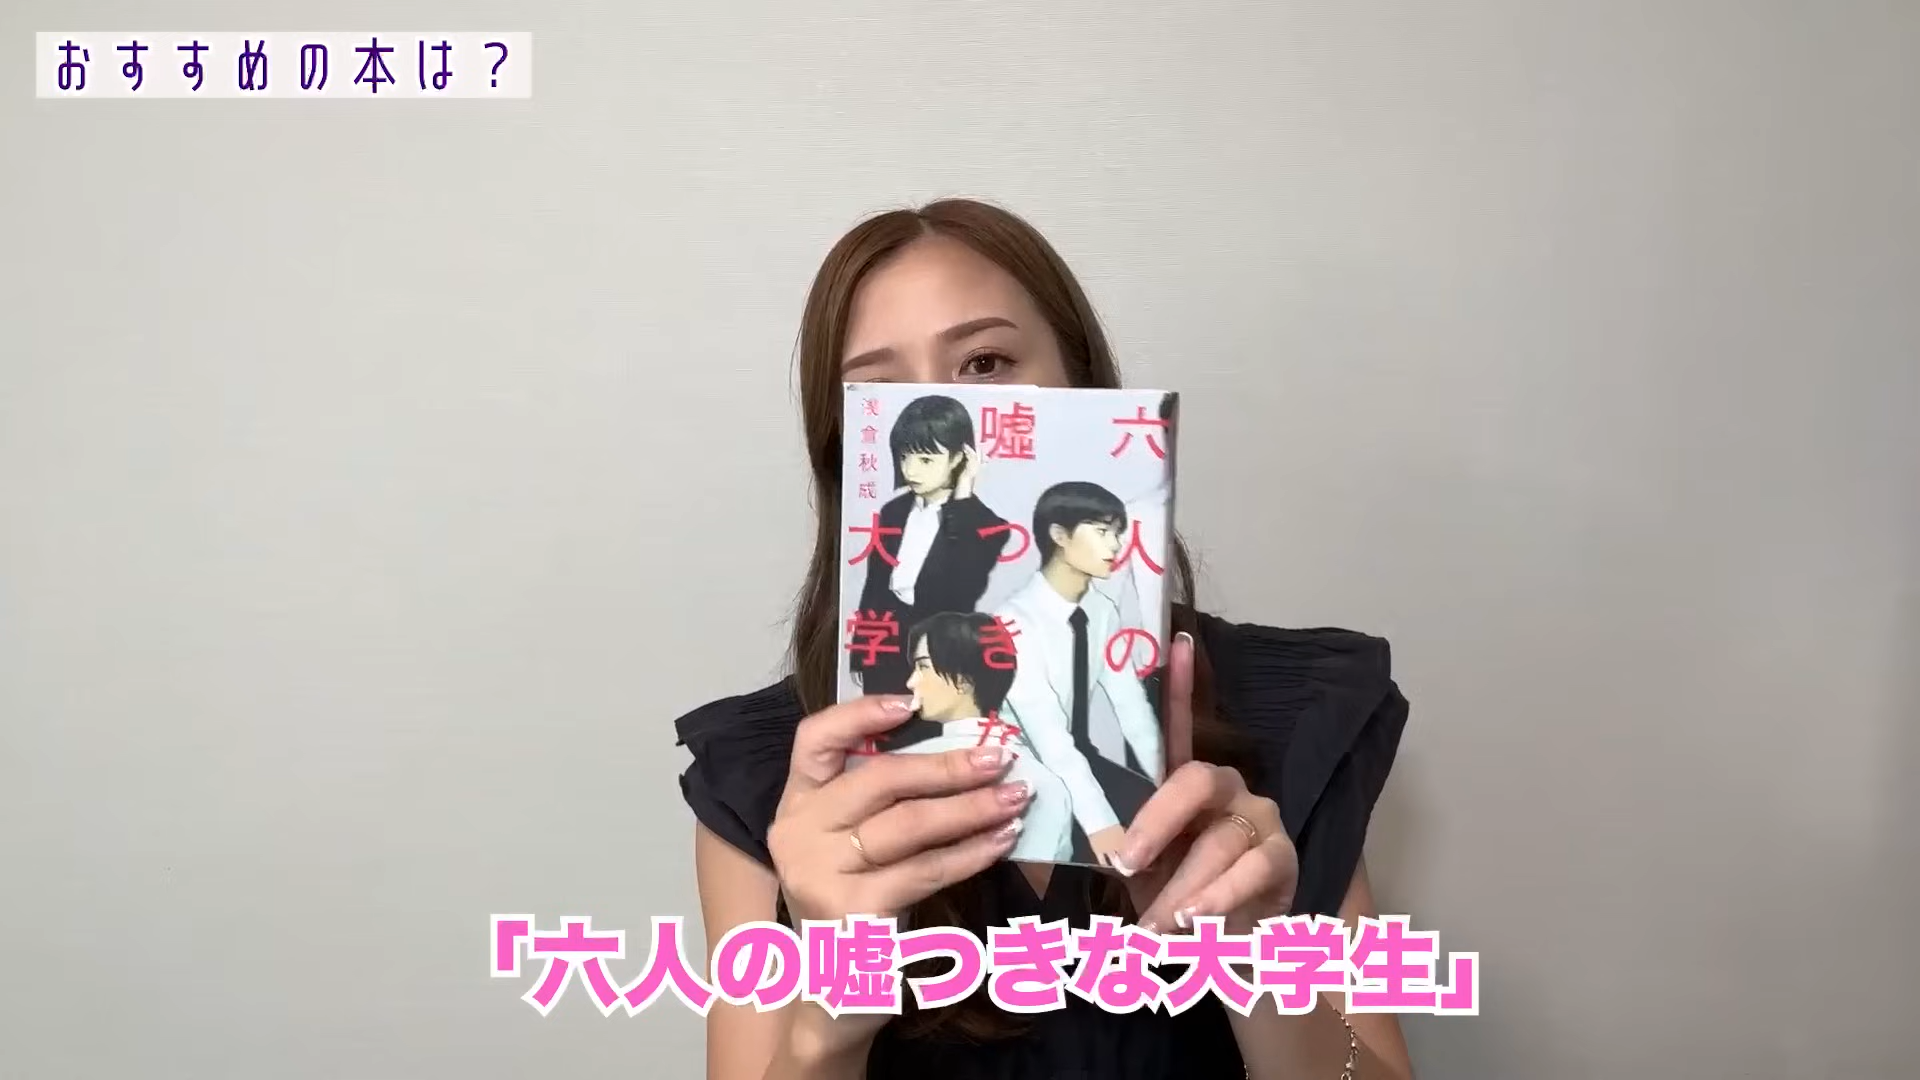 おすすめの本は？
六人の
嘘つきな
大学
浅倉秋成
「六人の嘘つきな大学生」